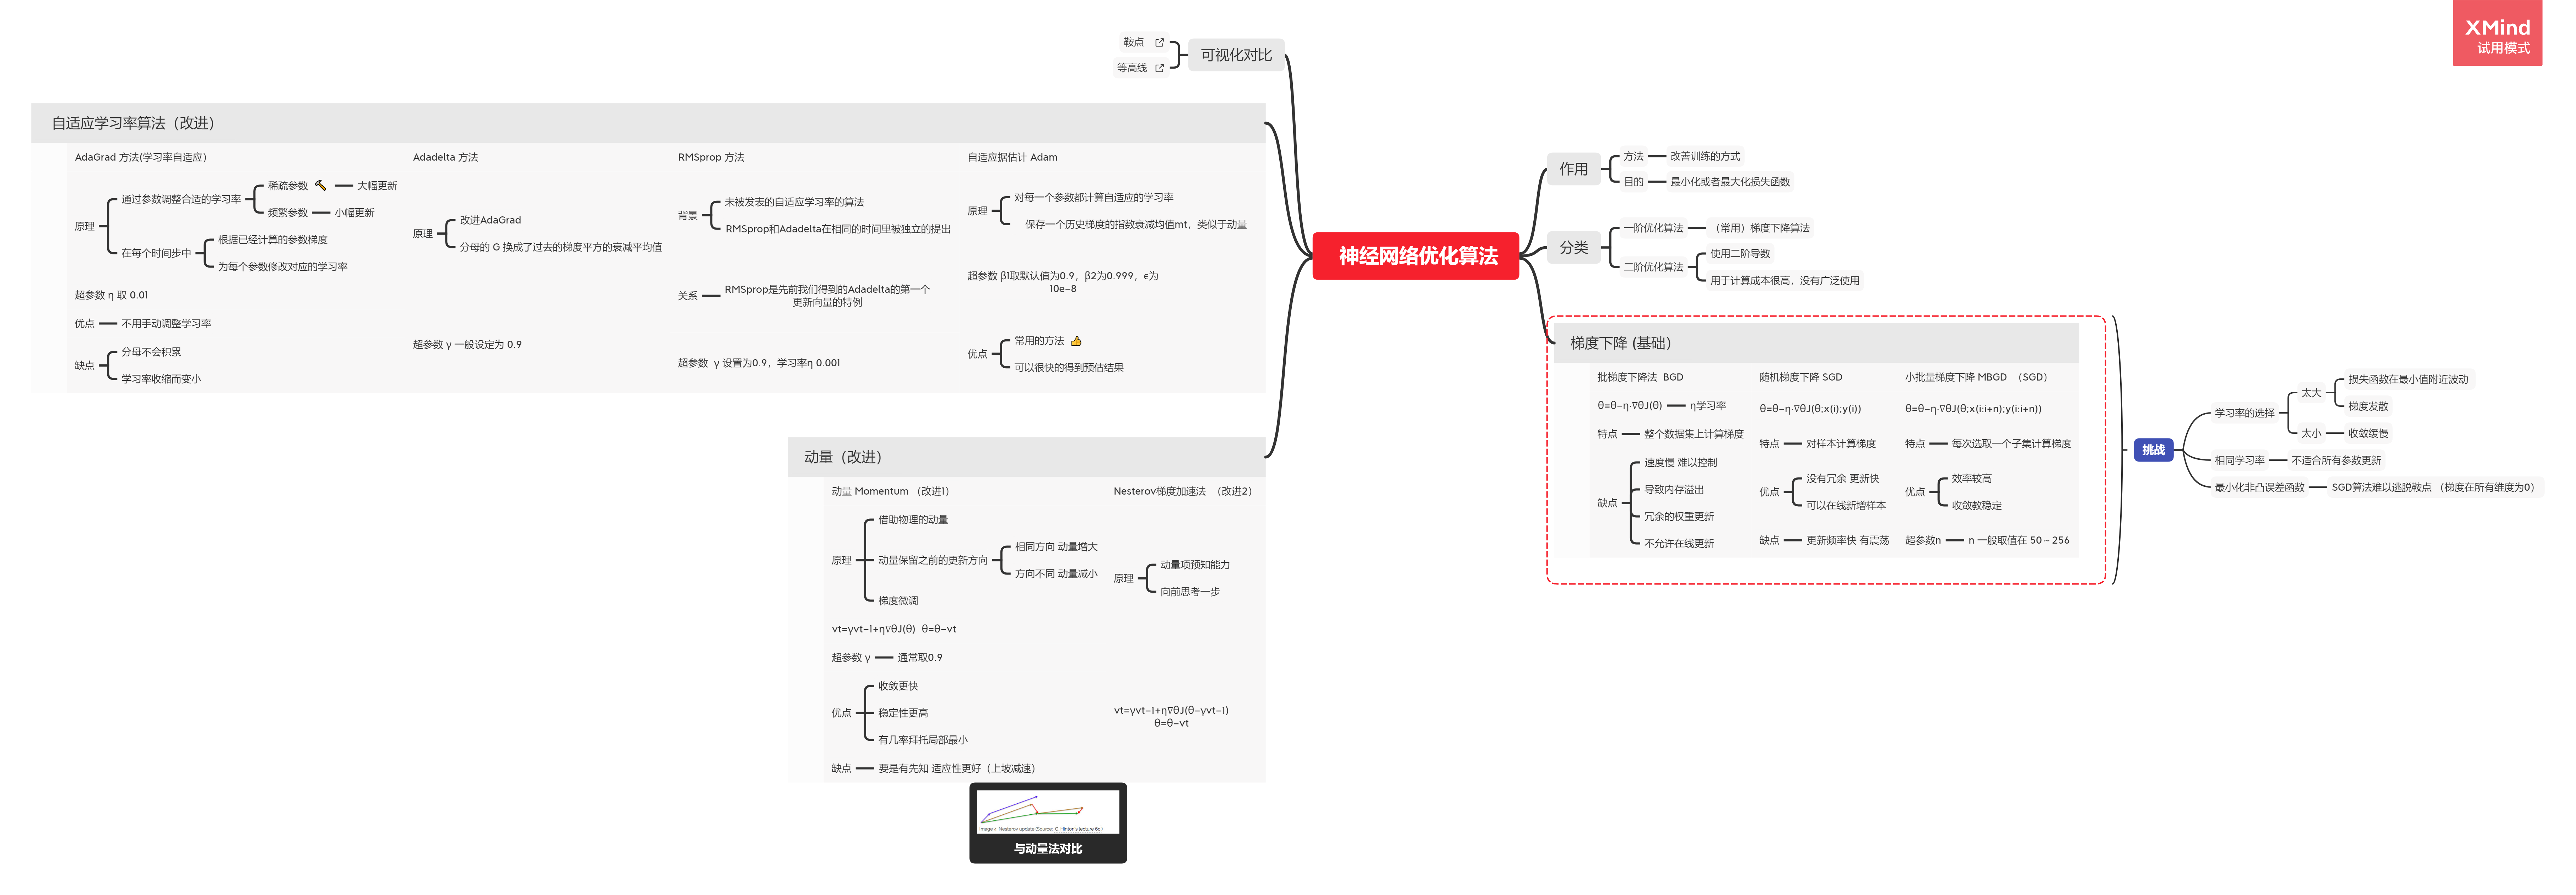 XMind
试用模式
鞍点
等高线
可视化对比
自适应学习率算法（改进）
AdaGrad 方法(学习率自适应）
原理
通过参数调整合适的学习率
稀疏参数
大幅更新
频繁参数
小幅更新
在每个时间步中
根据已经计算的参数梯度
为每个参数修改对应的学习率
超参数 η 取 0.01
优点
不用手动调整学习率
缺点
分母不会积累
学习率收缩而变小
Adadelta 方法
原理
改进AdaGrad
分母的 G 换成了过去的梯度平方的衰减平均值
超参数 γ 一般设定为 0.9
RMSprop 方法
背景
未被发表的自适应学习率的算法
RMSprop和Adadelta在相同的时间里被独立的提出
关系
RMSprop是先前我们得到的Adadelta的第一个
更新向量的特例
超参数 γ 设置为0.9，学习率η 0.001
自适应据估计 Adam
原理
对每一个参数都计算自适应的学习率
保存一个历史梯度的指数衰减均值mt，类似于动量
超参数 β1取默认值为0.9，β2为0.999，ϵ为
10e−8
优点
常用的方法
可以很快的得到预估结果
动量（改进）
动量 Momentum （改进1）
原理
借助物理的动量
动量保留之前的更新方向
相同方向 动量增大
方向不同 动量减小
梯度微调
vt=γvt−1+η∇θJ(θ) θ=θ−vt
超参数 γ
通常取0.9
优点
收敛更快
稳定性更高
有几率拜托局部最小
缺点
要是有先知 适应性更好（上坡减速）
Nesterov梯度加速法 （改进2）
原理
动量项预知能力
向前思考一步
vt=γvt−1+η∇θJ(θ−γvt−1)
θ=θ−vt
Image 4: Nesterov update (Source: G. Hinton's lecture 6c )
与动量法对比
神经网络优化算法
作用
方法
改善训练的方式
目的
最小化或者最大化损失函数
分类
一阶优化算法
（常用）梯度下降算法
二阶优化算法
使用二阶导数
用于计算成本很高，没有广泛使用
梯度下降 (基础）
批梯度下降法 BGD
θ=θ−η·∇θJ(θ)
η学习率
特点
整个数据集上计算梯度
缺点
速度慢 难以控制
导致内存溢出
冗余的权重更新
不允许在线更新
随机梯度下降 SGD
θ=θ−η·∇θJ(θ;x(i);y(i))
特点
对样本计算梯度
优点
没有冗余 更新快
可以在线新增样本
缺点
更新频率快 有震荡
小批量梯度下降 MBGD （SGD）
θ=θ−η·∇θJ(θ;x(i:i+n);y(i:i+n))
特点
每次选取一个子集计算梯度
优点
效率较高
收敛教稳定
超参数n
n 一般取值在 50～256
挑战
学习率的选择
太大
损失函数在最小值附近波动
梯度发散
太小
收敛缓慢
相同学习率
不适合所有参数更新
最小化非凸误差函数
SGD算法难以逃脱鞍点 （梯度在所有维度为0）